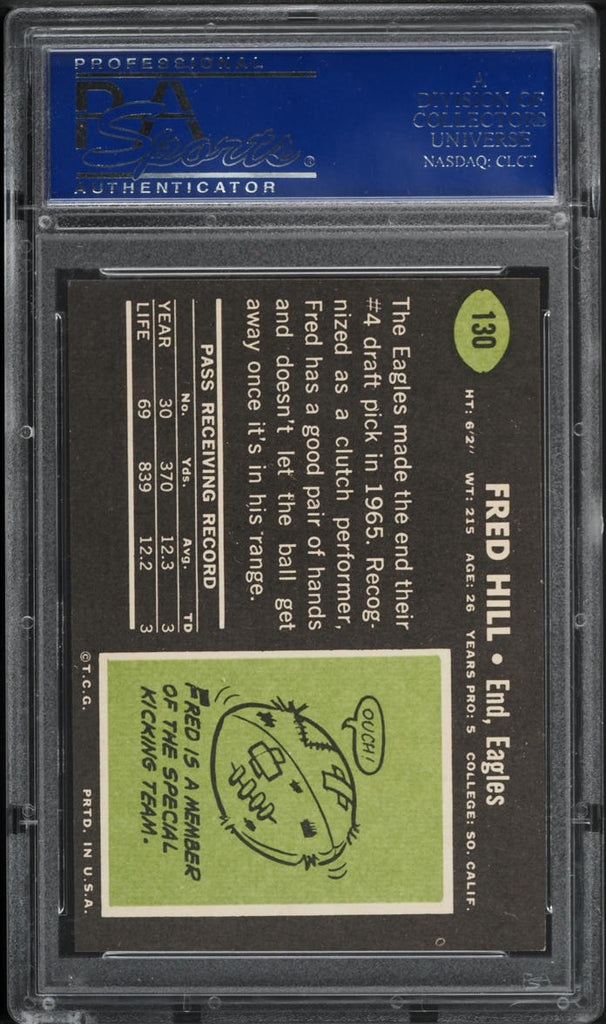 PROFESSIONAL
PSA
Sports®
AUTHENTICATOR
A
DIVISION OF
COLLECTORS
UNIVERSE
NASDAQ: CLCT
130
FRED HILL • End, Eagles
HT: 6'2" WT: 215 AGE: 26 YEARS PRO: 5 COLLEGE: SO. CALIF.
The Eagles made the end their
#4 draft pick in 1965. Recog-
nized as a clutch performer,
Fred has a good pair of hands
and doesn't let the ball get
away once it's in his range.
PASS RECEIVING RECORD
No. Yds. Avg. TD
YEAR 30 370 12.3 3
LIFE 69 839 12.2 3
OUCH!
FRED IS A MEMBER
OF THE SPECIAL
KICKING TEAM.
© T.C.G. PRTD. IN U.S.A.